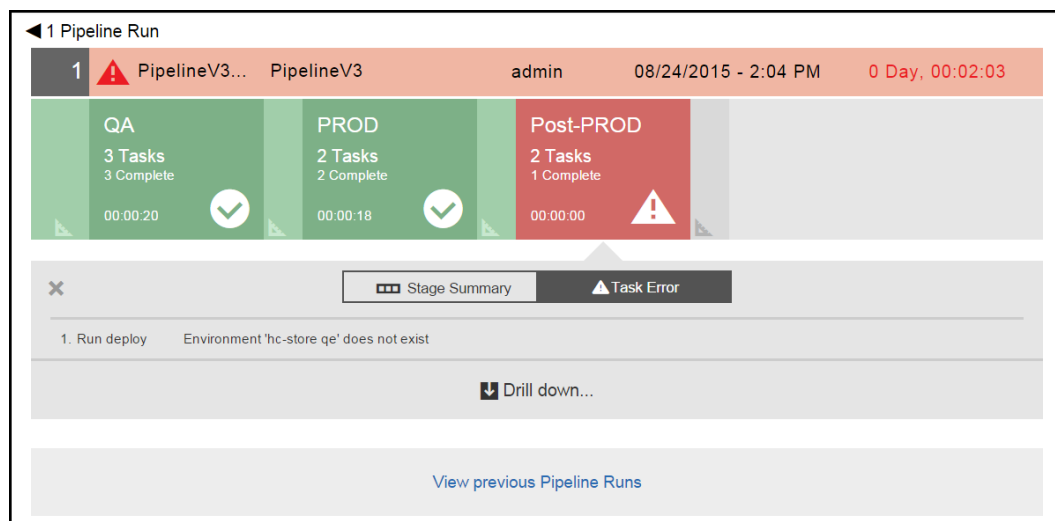 1 Pipeline Run
1 PipelineV3... PipelineV3 admin 08/24/2015 - 2:04 PM 0 Day, 00:02:03
QA PROD Post-PROD
3 Tasks 2 Tasks 2 Tasks
3 Complete 2 Complete 1 Complete
00:00:20 00:00:18 00:00:00
Stage Summary Task Error
1. Run deploy Environment 'hc-store qe' does not exist
Drill down...
View previous Pipeline Runs